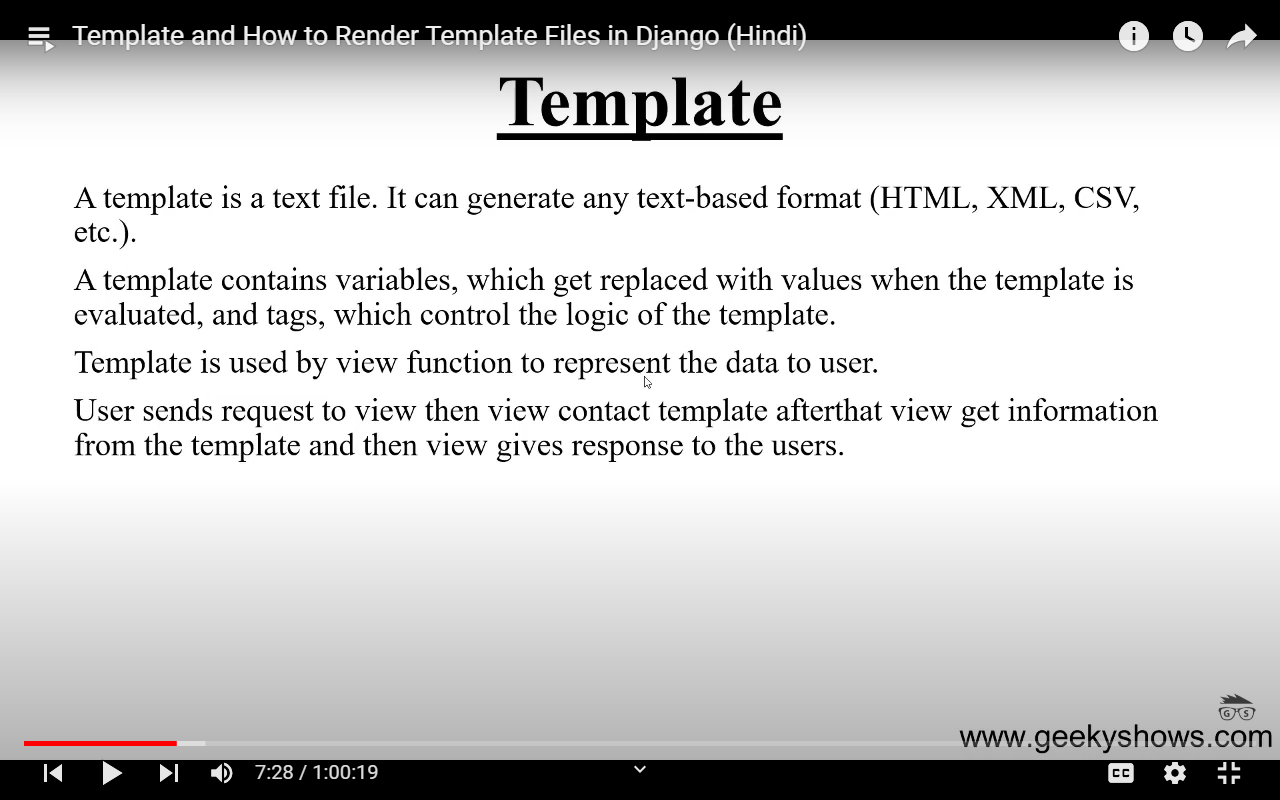 Template and How to Render Template Files in Django (Hindi)
Template
A template is a text file. It can generate any text-based format (HTML, XML, CSV,
etc.).
A template contains variables, which get replaced with values when the template is
evaluated, and tags, which control the logic of the template.
Template is used by view function to represent the data to user.
User sends request to view then view contact template afterthat view get information
from the template and then view gives response to the users.
G S
www.geekyshows.com
7:28 / 1:00:19
CC